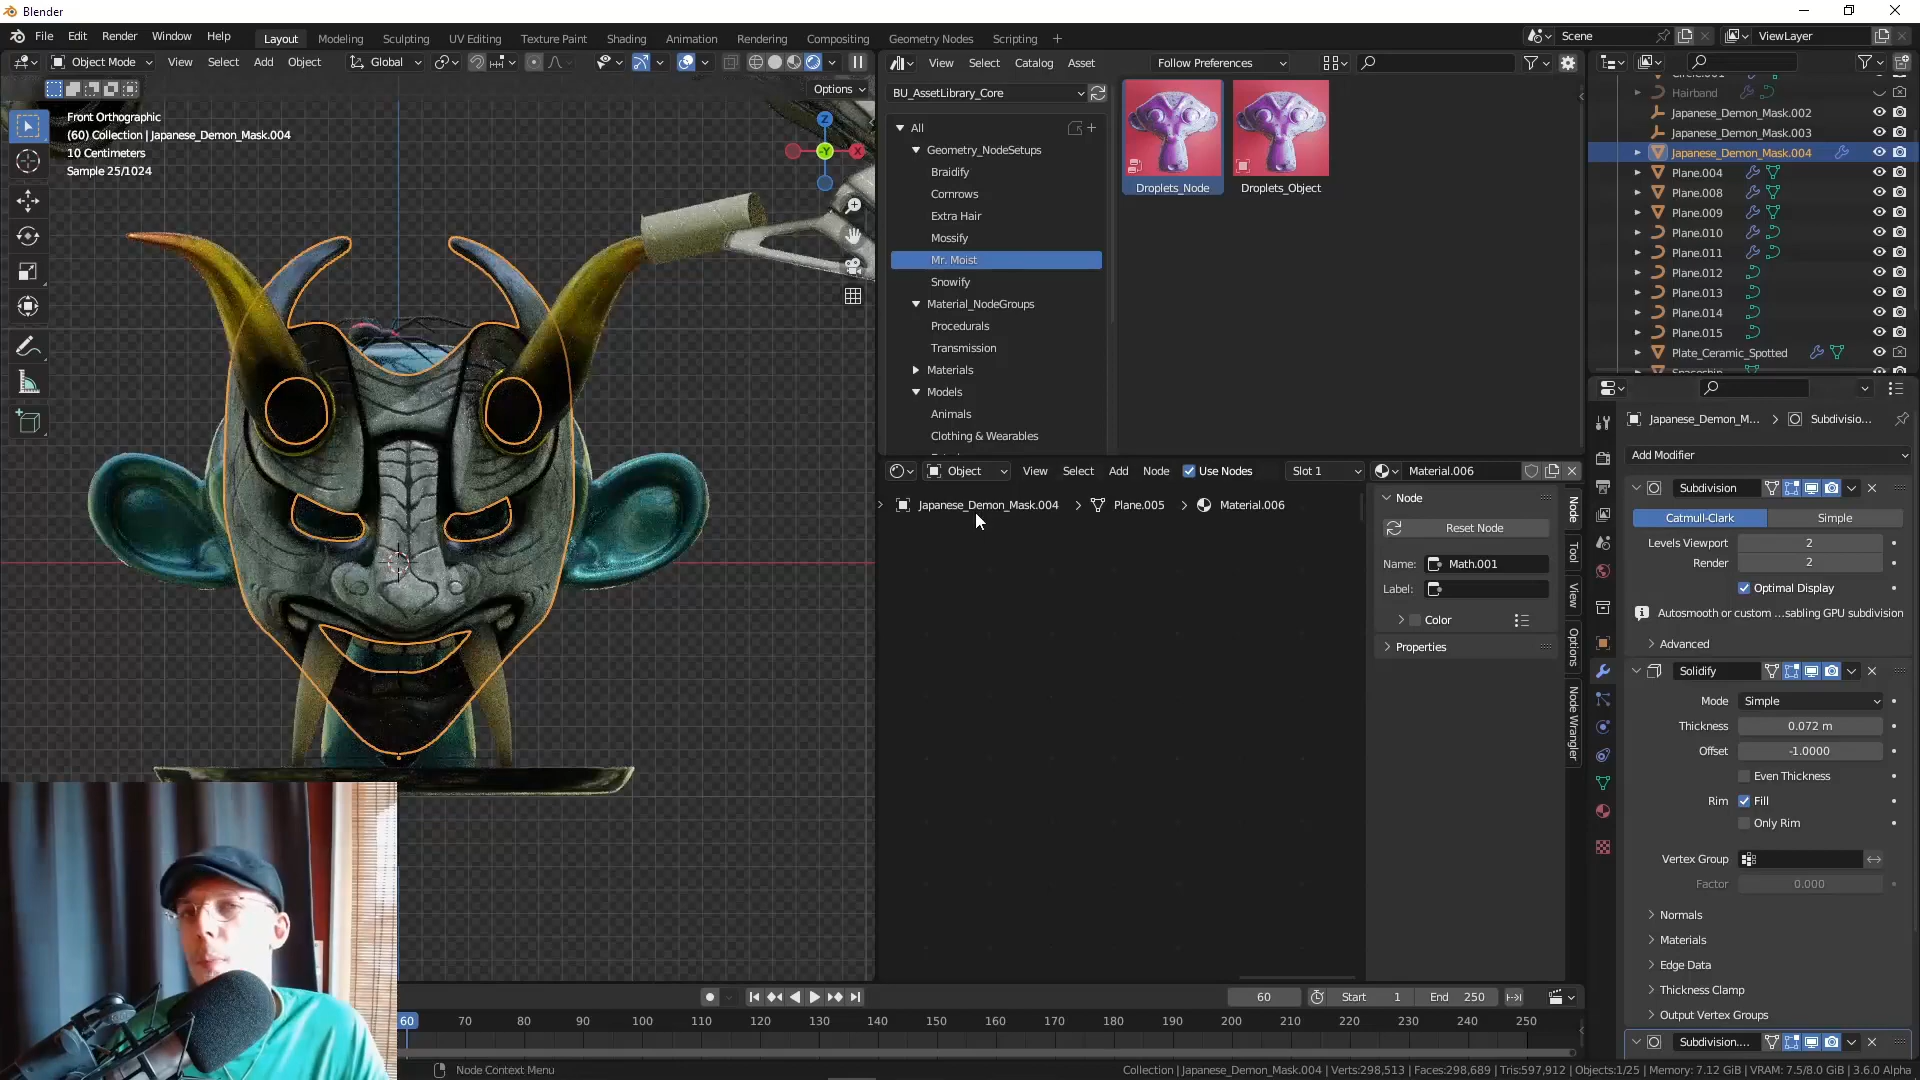 Blender
File Edit Render Window Help
Layout Modeling Sculpting UV Editing Texture Paint Shading Animation Rendering Compositing Geometry Nodes Scripting +
Scene
ViewLayer
Object Mode View Select Add Object Global
Options
Front Orthographic
(60) Collection | Japanese_Demon_Mask.004
10 Centimeters
Sample 25/1024
Z
-Y
X
View Select Catalog Asset Follow Preferences
BU_AssetLibrary_Core
All
Geometry_NodeSetups
Braidify
Cornrows
Extra Hair
Mossify
Mr. Moist
Snowify
Material_NodeGroups
Procedurals
Transmission
Materials
Models
Animals
Clothing & Wearables
Droplets_Node
Droplets_Object
Circle.001
Hairband
Japanese_Demon_Mask.002
Japanese_Demon_Mask.003
Japanese_Demon_Mask.004
Plane.004
Plane.008
Plane.009
Plane.010
Plane.011
Plane.012
Plane.013
Plane.014
Plane.015
Plate_Ceramic_Spotted
Spaceship
Object View Select Add Node Use Nodes Slot 1 Material.006
Japanese_Demon_Mask.004 > Plane.005 > Material.006
Node
Reset Node
Name: Math.001
Label:
Color
Properties
Node
Tool
View
Options
Node Wrangler
Japanese_Demon_M... > Subdivisio...
Add Modifier
Subdivision
Catmull-Clark Simple
Levels Viewport 2
Render 2
Optimal Display
Autosmooth or custom ...sabling GPU subdivision
Advanced
Solidify
Mode Simple
Thickness 0.072 m
Offset -1.0000
Even Thickness
Rim Fill
Only Rim
Vertex Group
Factor 0.000
Normals
Materials
Edge Data
Thickness Clamp
Output Vertex Groups
Subdivision....
60 Start 1 End 250
60 70 80 90 100 110 120 130 140 150 160 170 180 190 200 210 220 230 240 250
Node Context Menu
Collection | Japanese_Demon_Mask.004 | Verts:298,513 | Faces:298,689 | Tris:597,912 | Objects:1/25 | Memory: 7.12 GiB | VRAM: 7.5/8.0 GiB | 3.6.0 Alpha